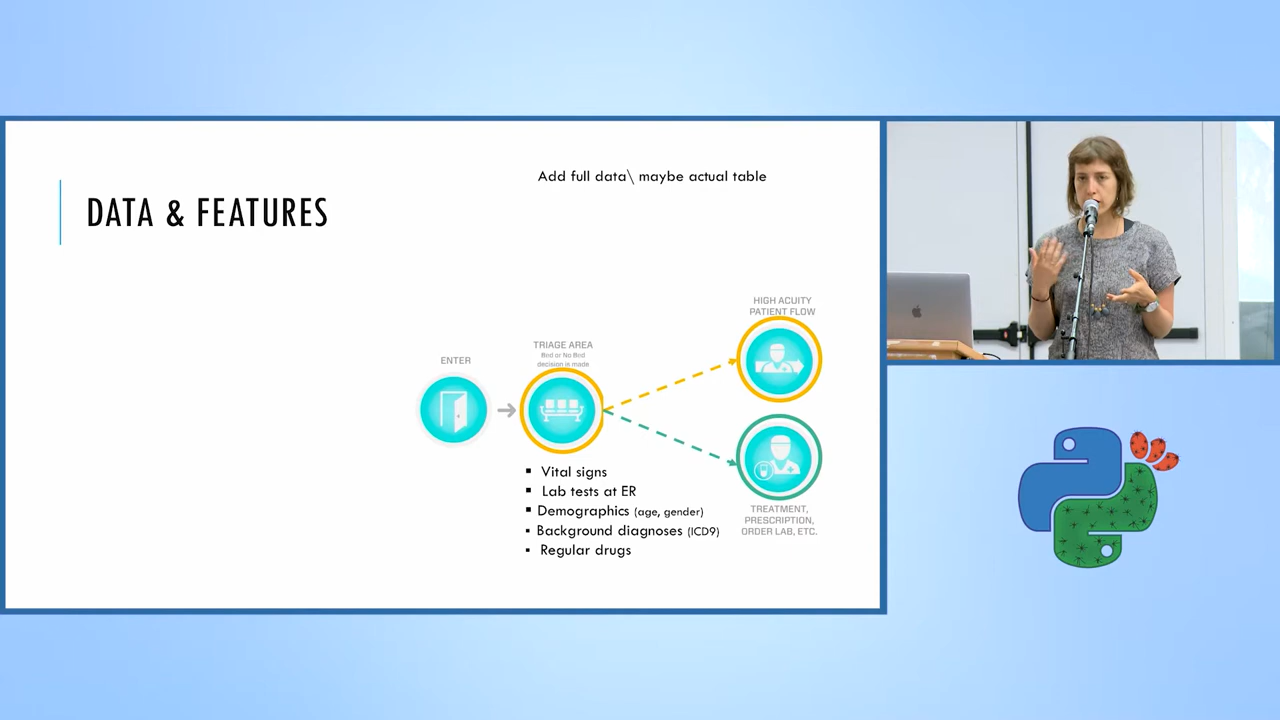 Add full data\ maybe actual table
DATA & FEATURES
HIGH ACUITY
PATIENT FLOW
ENTER
TRIAGE AREA
Bed or No Bed
decision is made
▪ Vital signs
▪ Lab tests at ER
▪ Demographics (age, gender)
▪ Background diagnoses (ICD9)
▪ Regular drugs
TREATMENT,
PRESCRIPTION,
ORDER LAB, ETC.